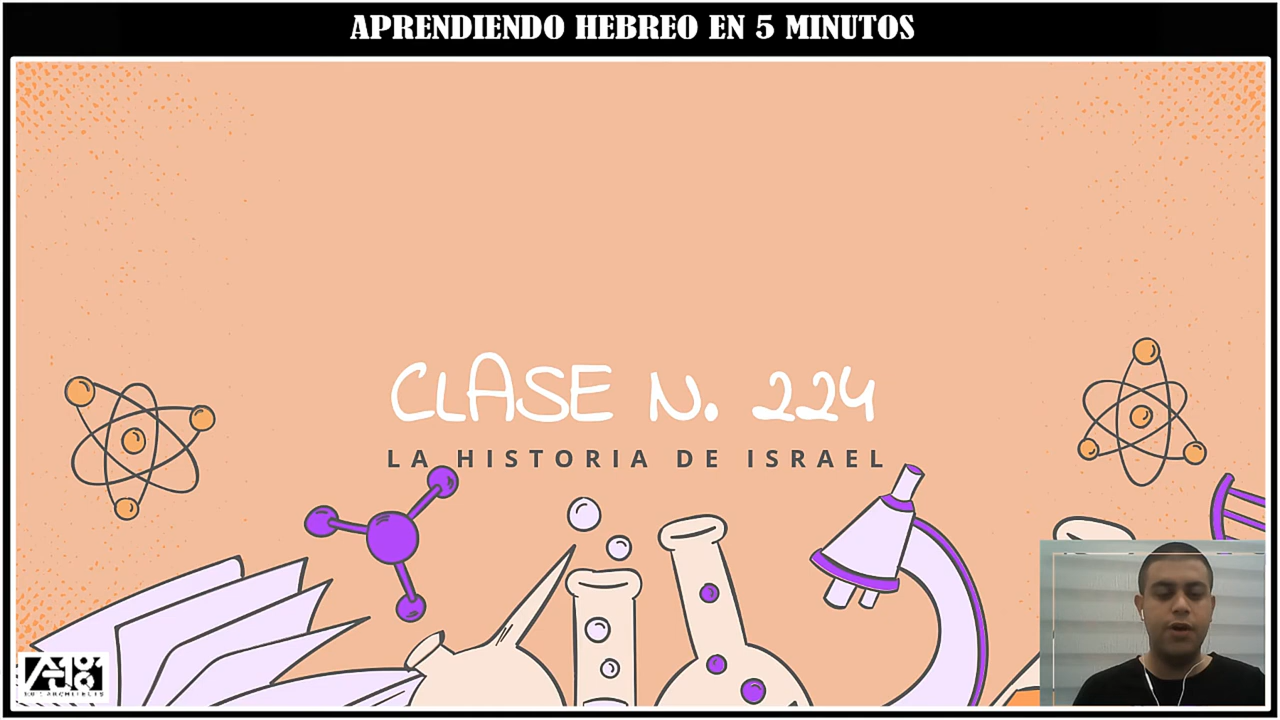 APRENDIENDO HEBREO EN 5 MINUTOS
CLASE N. 224
LA HISTORIA DE ISRAEL